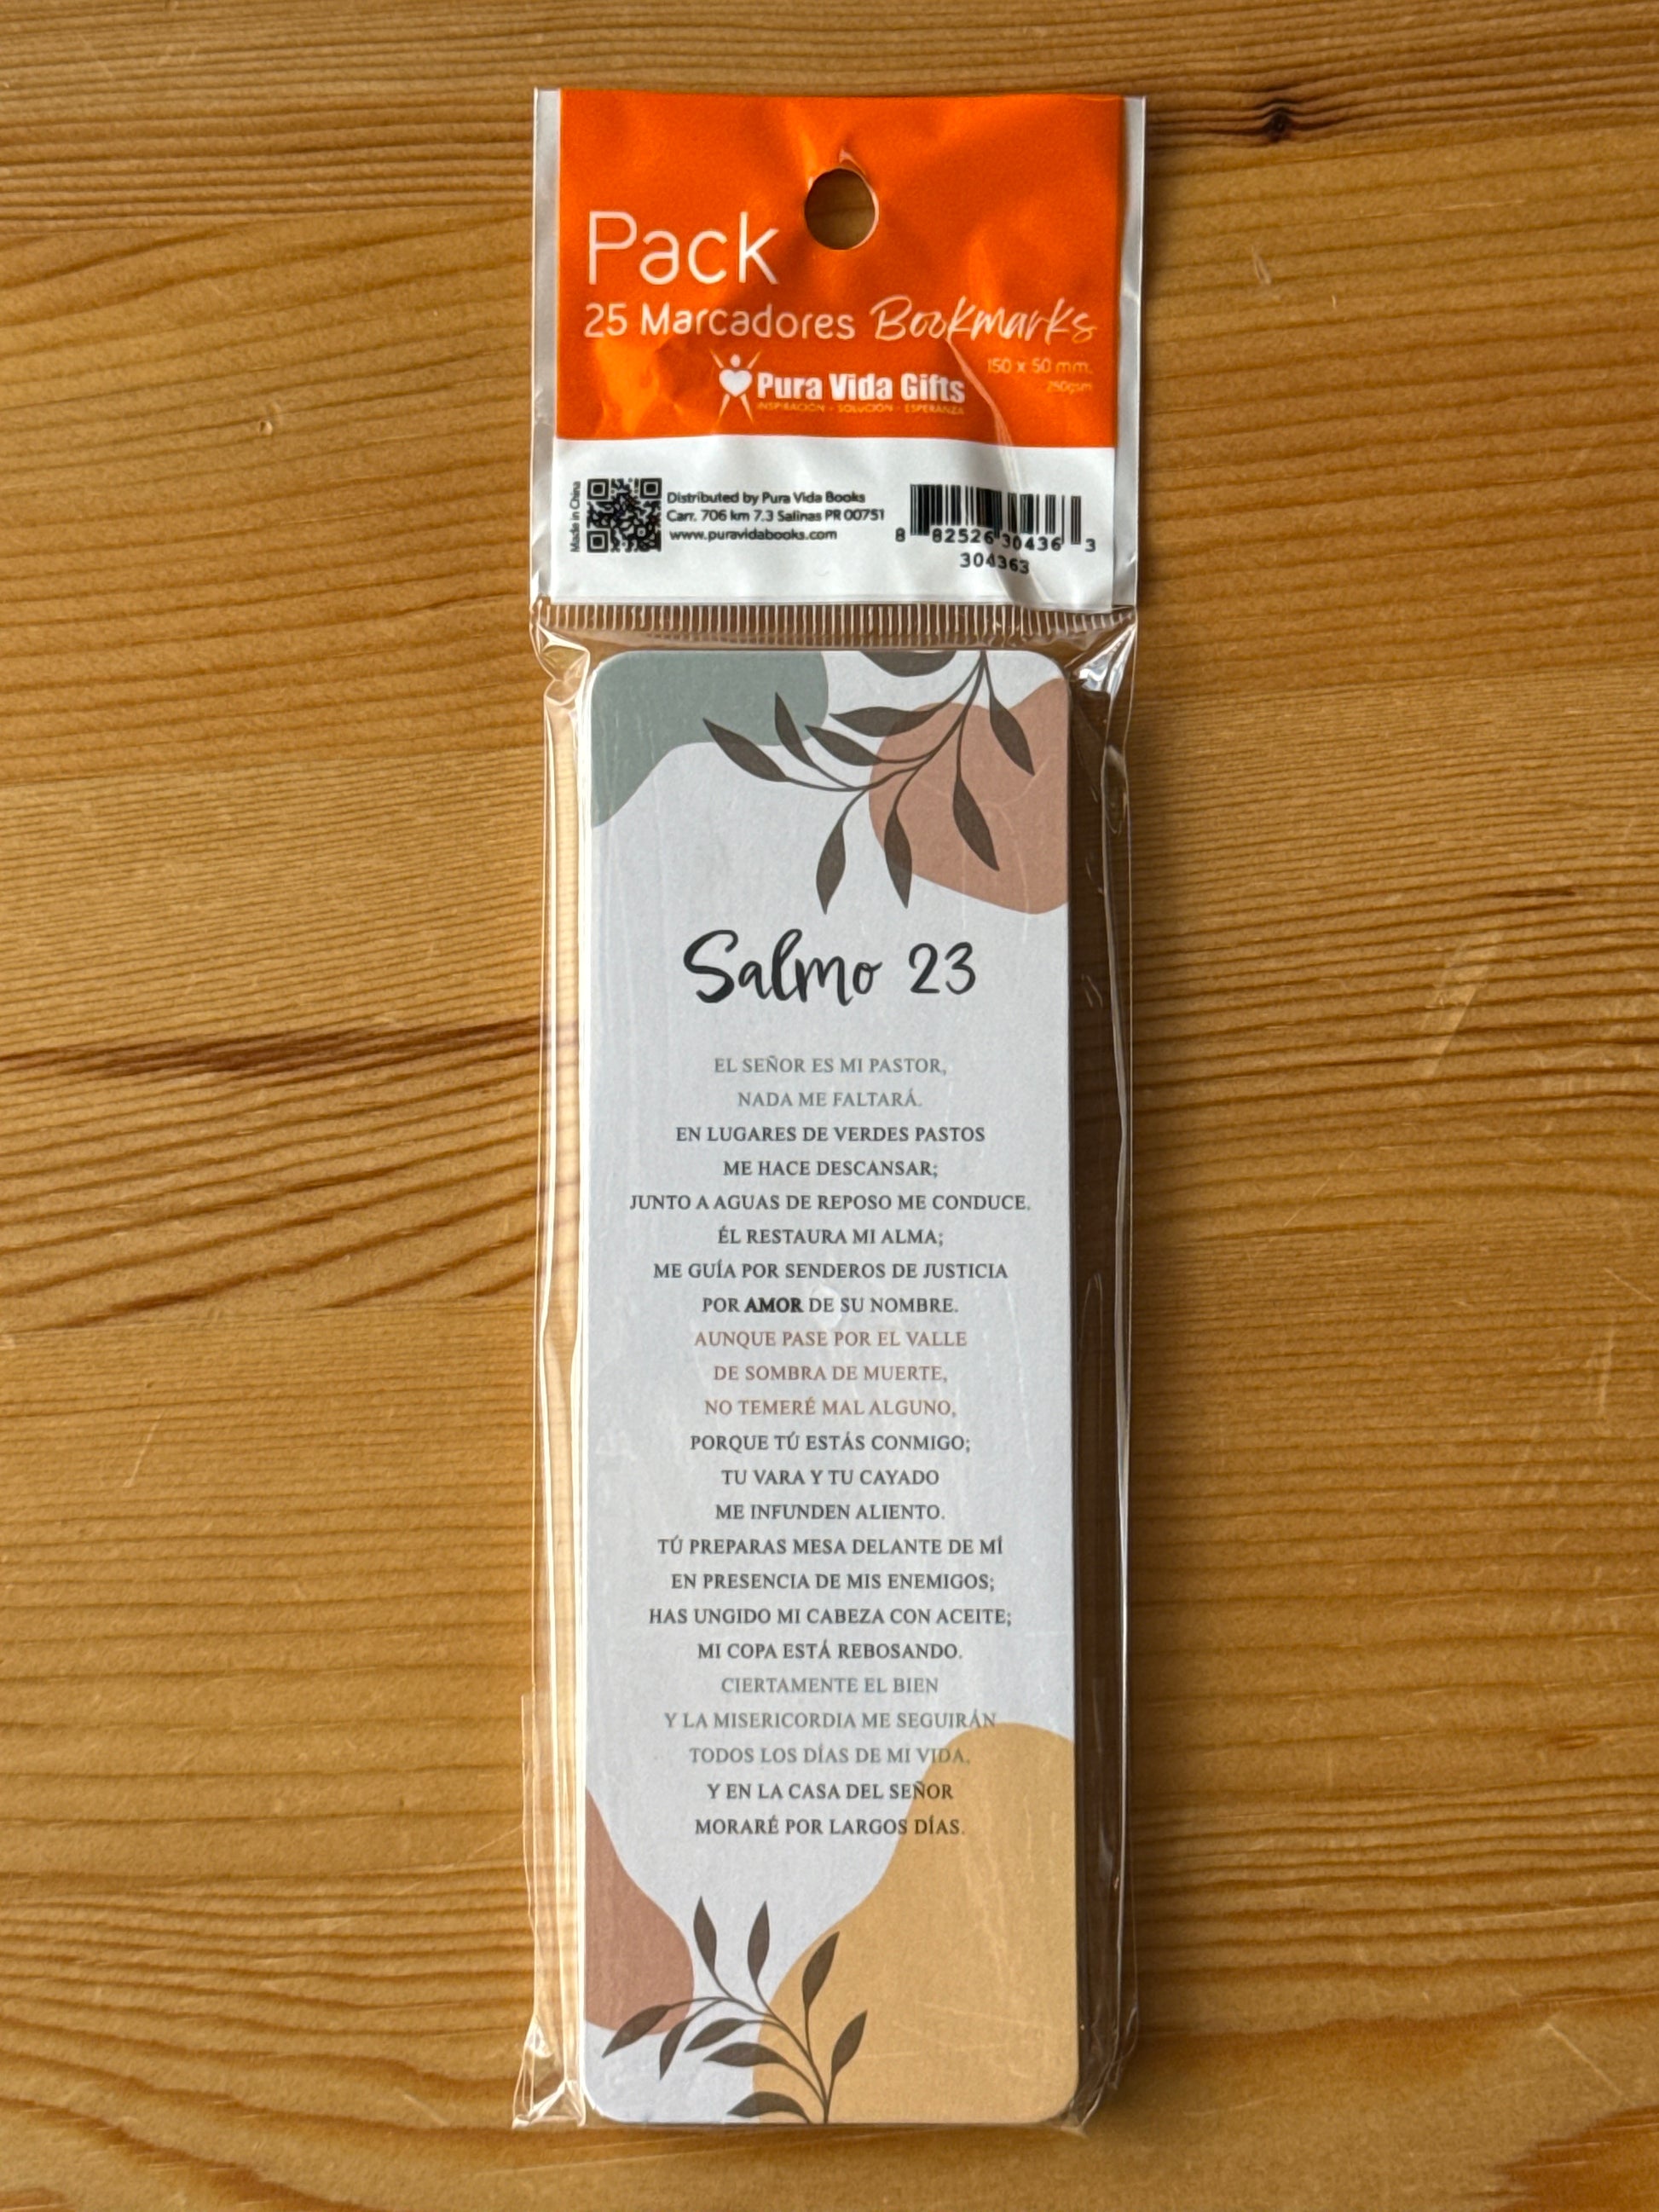 Pack
25 Marcadores Bookmarks
150 x 50 mm.
250gsm
Pura Vida Gifts
INSPIRACIÓN - SOLUCIÓN - ESPERANZA
Made in China
Distributed by Pura Vida Books
Carr. 706 km 7.3 Salinas PR 00751
www.puravidabooks.com
8 82526 30436 3
304363
Salmo 23
EL SEÑOR ES MI PASTOR,
NADA ME FALTARÁ.
EN LUGARES DE VERDES PASTOS
ME HACE DESCANSAR;
JUNTO A AGUAS DE REPOSO ME CONDUCE.
ÉL RESTAURA MI ALMA;
ME GUÍA POR SENDEROS DE JUSTICIA
POR AMOR DE SU NOMBRE.
AUNQUE PASE POR EL VALLE
DE SOMBRA DE MUERTE,
NO TEMERÉ MAL ALGUNO,
PORQUE TÚ ESTÁS CONMIGO;
TU VARA Y TU CAYADO
ME INFUNDEN ALIENTO.
TÚ PREPARAS MESA DELANTE DE MÍ
EN PRESENCIA DE MIS ENEMIGOS;
HAS UNGIDO MI CABEZA CON ACEITE;
MI COPA ESTÁ REBOSANDO.
CIERTAMENTE EL BIEN
Y LA MISERICORDIA ME SEGUIRÁN
TODOS LOS DÍAS DE MI VIDA,
Y EN LA CASA DEL SEÑOR
MORARÉ POR LARGOS DÍAS.